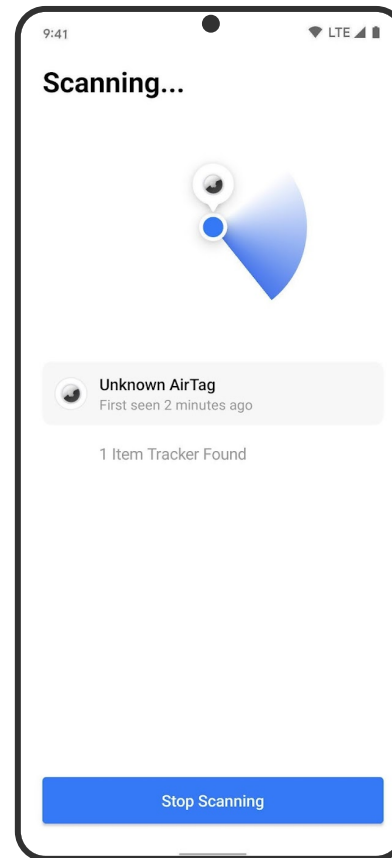 9:41 LTE
Scanning...
Unknown AirTag
First seen 2 minutes ago
1 Item Tracker Found
Stop Scanning